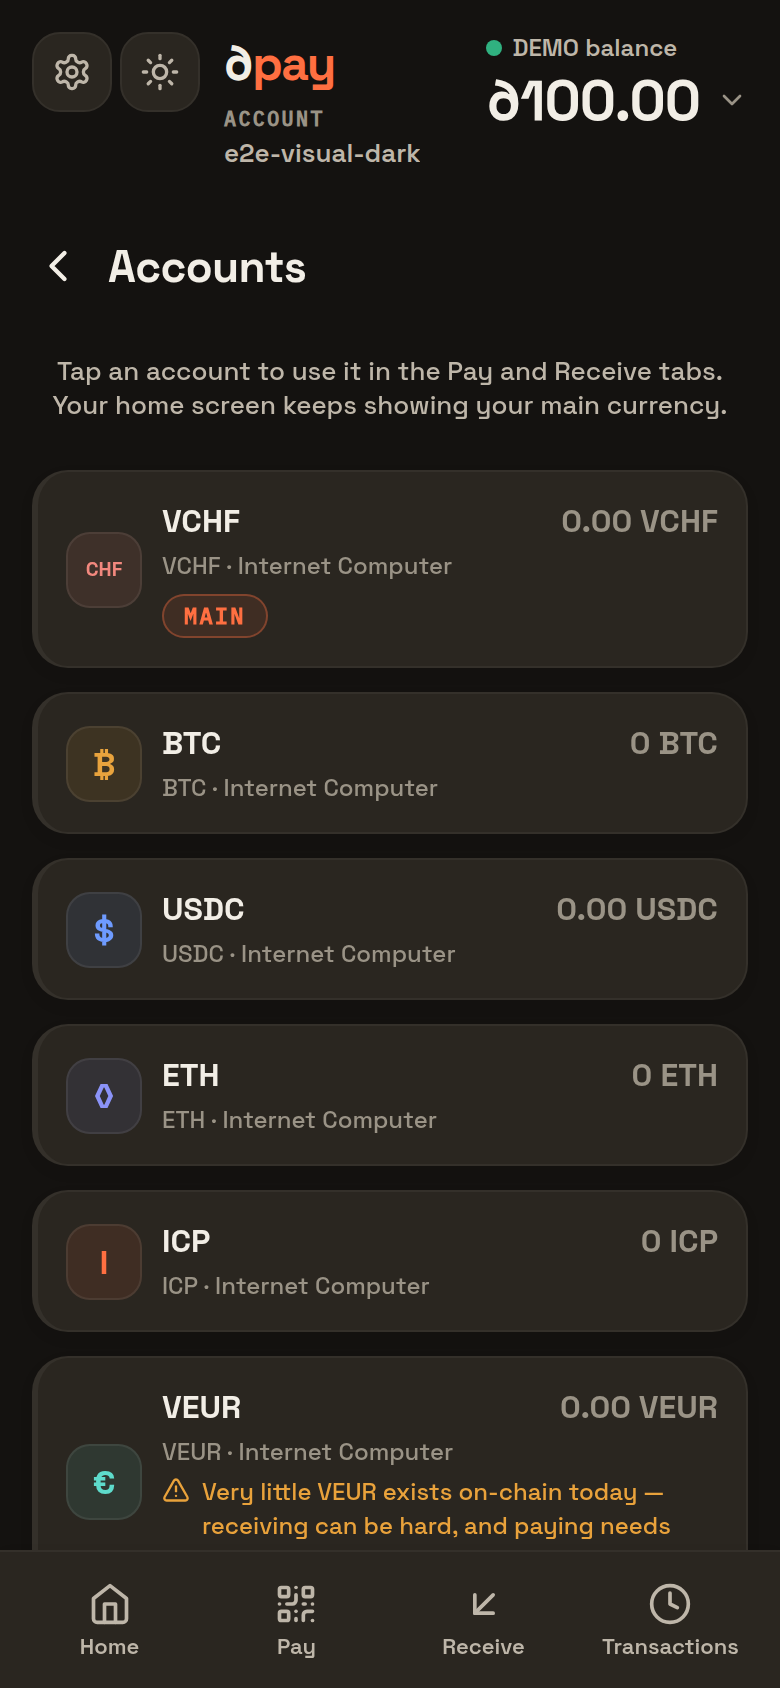 ∂pay
ACCOUNT
e2e-visual-dark
DEMO balance
∂100.00
Accounts
Tap an account to use it in the Pay and Receive tabs.
Your home screen keeps showing your main currency.
CHF
VCHF
0.00 VCHF
VCHF · Internet Computer
MAIN
₿
BTC
0 BTC
BTC · Internet Computer
$
USDC
0.00 USDC
USDC · Internet Computer
ETH
0 ETH
ETH · Internet Computer
I
ICP
0 ICP
ICP · Internet Computer
€
VEUR
0.00 VEUR
VEUR · Internet Computer
Very little VEUR exists on-chain today —
receiving can be hard, and paying needs
Home
Pay
Receive
Transactions